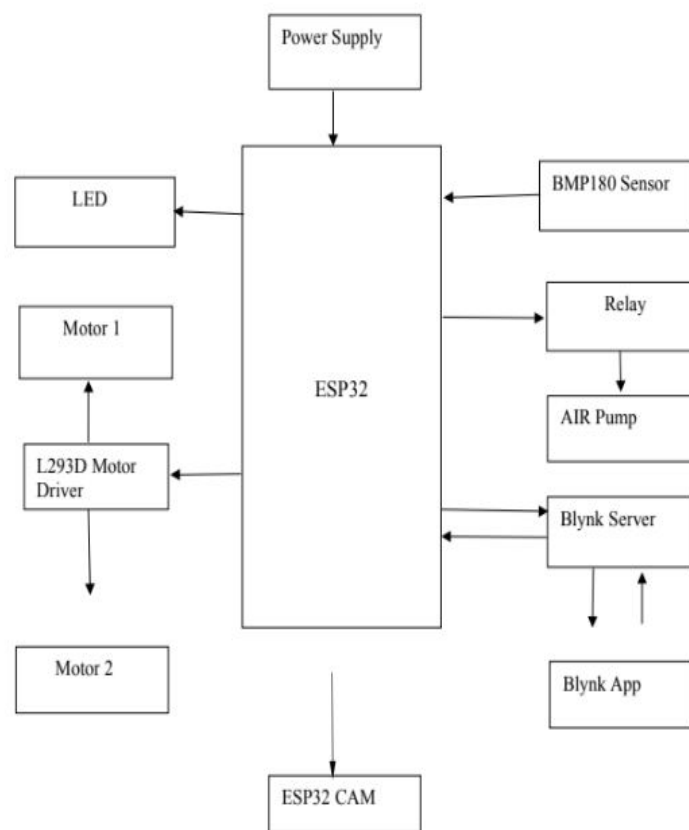 Power Supply
LED
BMP180 Sensor
Motor 1
Relay
ESP32
AIR Pump
L293D Motor
Driver
Blynk Server
Motor 2
Blynk App
ESP32 CAM